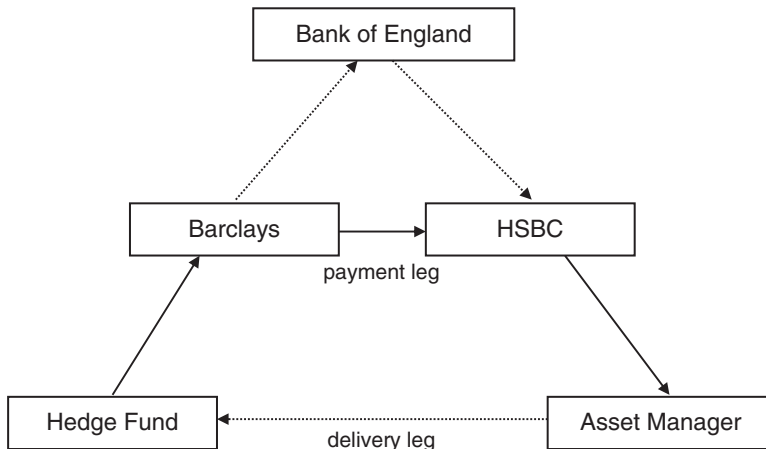 Bank of England
Barclays
HSBC
payment leg
Hedge Fund
Asset Manager
delivery leg